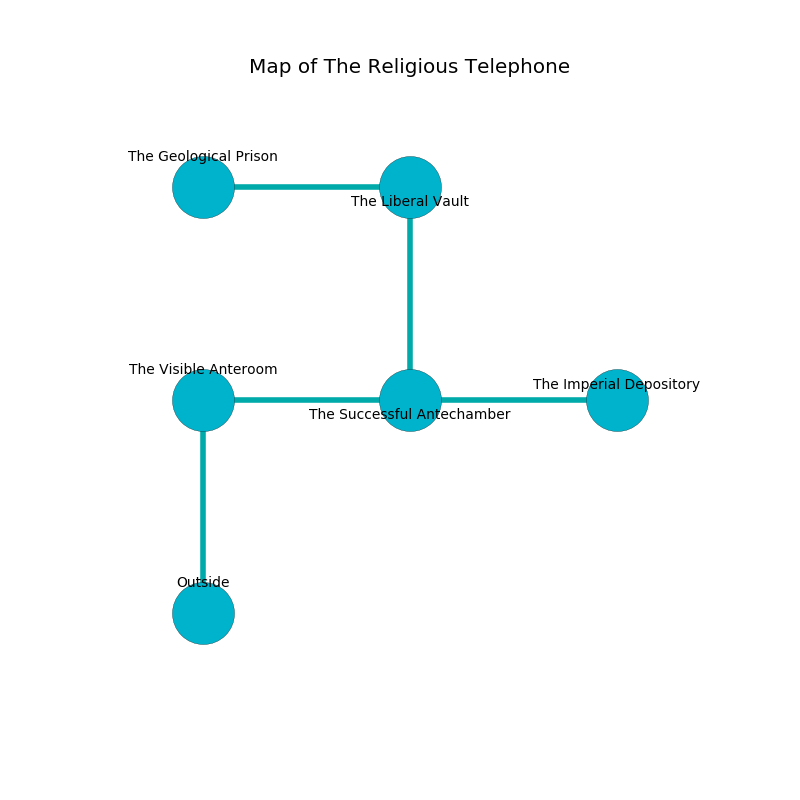 Map of The Religious Telephone
The Geological Prison
The Liberal Vault
The Visible Anteroom
The Imperial Depository
The Successful Antechamber
Outside